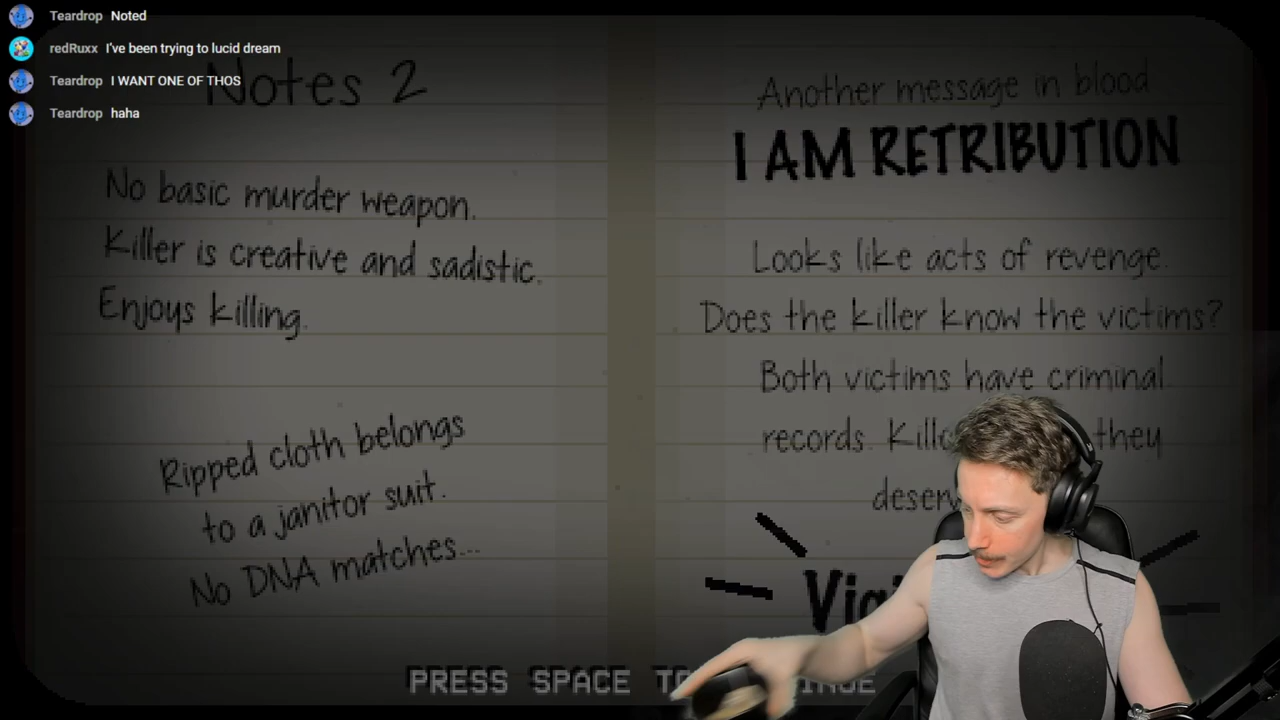 Teardrop Noted
redRuxx I've been trying to lucid dream
Teardrop I WANT ONE OF THOS
Teardrop haha
Notes 2
No basic murder weapon.
Killer is creative and sadistic.
Enjoys killing.
Ripped cloth belongs
to a janitor suit.
No DNA matches...
Another message in blood
I AM RETRIBUTION
Looks like acts of revenge.
Does the killer know the victims?
Both victims have criminal
records. they
PRESS SPACE